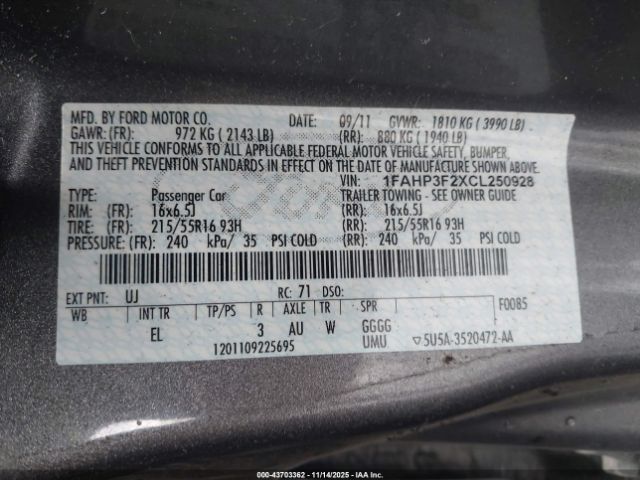 MFD. BY FORD MOTOR CO. DATE: 09/11 GVWR: 1810 KG ( 3990 LB)
GAWR: (FR): 972 KG ( 2143 LB) (RR): 880 KG ( 1940 LB)
THIS VEHICLE CONFORMS TO ALL APPLICABLE FEDERAL MOTOR VEHICLE SAFETY, BUMPER,
AND THEFT PREVENTION STANDARDS IN EFFECT ON THE DATE OF MANUFACTURE SHOWN ABOVE.
VIN: 1FAHP3F2XCL250928
TYPE: Passenger Car TRAILER TOWING - SEE OWNER GUIDE
RIM: (FR): 16x6.5J (RR): 16x6.5J
TIRE: (FR): 215/55R16 93H (RR): 215/55R16 93H
PRESSURE: (FR): 240 kPa/ 35 PSI COLD (RR): 240 kPa/ 35 PSI COLD
EXT PNT: UJ RC: 71 DSO: F0085
WB INT TR TP/PS R AXLE TR SPR
EL 3 AU W GGGG
1201109225695 UMU ▽5U5A-3520472-AA
00-43703362 - 11/14/2025 - IAAI.COM